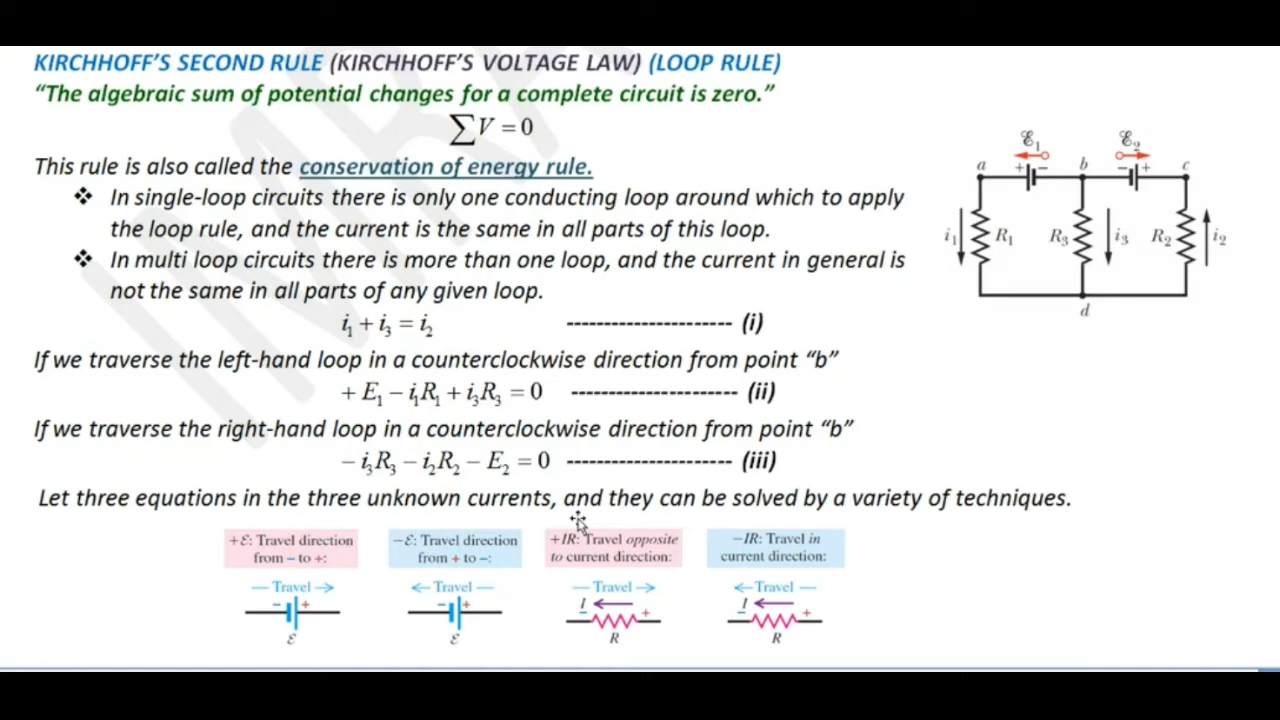 KIRCHHOFF'S SECOND RULE (KIRCHHOFF'S VOLTAGE LAW) (LOOP RULE)
"The algebraic sum of potential changes for a complete circuit is zero."
∑V = 0
This rule is also called the conservation of energy rule.
❖ In single-loop circuits there is only one conducting loop around which to apply
the loop rule, and the current is the same in all parts of this loop.
❖ In multi loop circuits there is more than one loop, and the current in general is
not the same in all parts of any given loop.
i₁ + i₃ = i₂ ---------------------- (i)
If we traverse the left-hand loop in a counterclockwise direction from point "b"
+ E₁ − i₁R₁ + i₃R₃ = 0 ---------------------- (ii)
If we traverse the right-hand loop in a counterclockwise direction from point "b"
− i₃R₃ − i₂R₂ − E₂ = 0 ---------------------- (iii)
Let three equations in the three unknown currents, and they can be solved by a variety of techniques.
ℰ₁ ℰ₂
a + − b − + c
i₁ R₁ R₃ i₃ R₂ i₂
d
+ℰ: Travel direction
from − to +:
− Travel →
− +
ℰ
−ℰ: Travel direction
from + to −:
← Travel −
− +
ℰ
+IR: Travel opposite
to current direction:
− Travel →
I ←
− +
R
−IR: Travel in
current direction:
← Travel −
I ←
− +
R